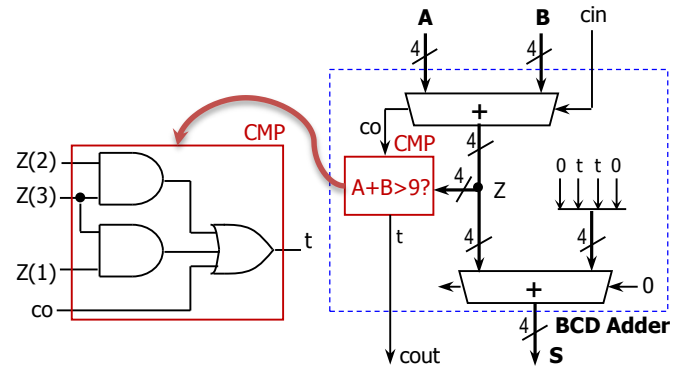 A B cin
4 4
CMP
+
co
CMP
4
Z(2)
Z(3)
A+B>9?
4
Z
0 t t 0
t
t
4
4
Z(1)
co
+
0
4
BCD Adder
cout
S